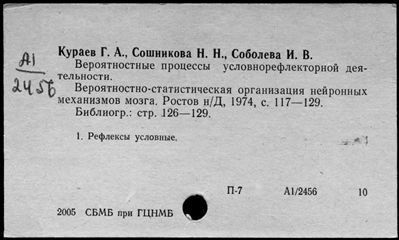 Кураев Г. А., Сошникова Н. Н., Соболева И. В.
А1
2456
Вероятностные процессы условнорефлекторной дея-
тельности.
Вероятностно-статистическая организация нейронных
механизмов мозга. Ростов н/Д, 1974, с. 117—129.
Библиогр.: стр. 126—129.
1. Рефлексы условные.
П-7 А1/2456 10
2005 СБМБ при ГЦНМБ